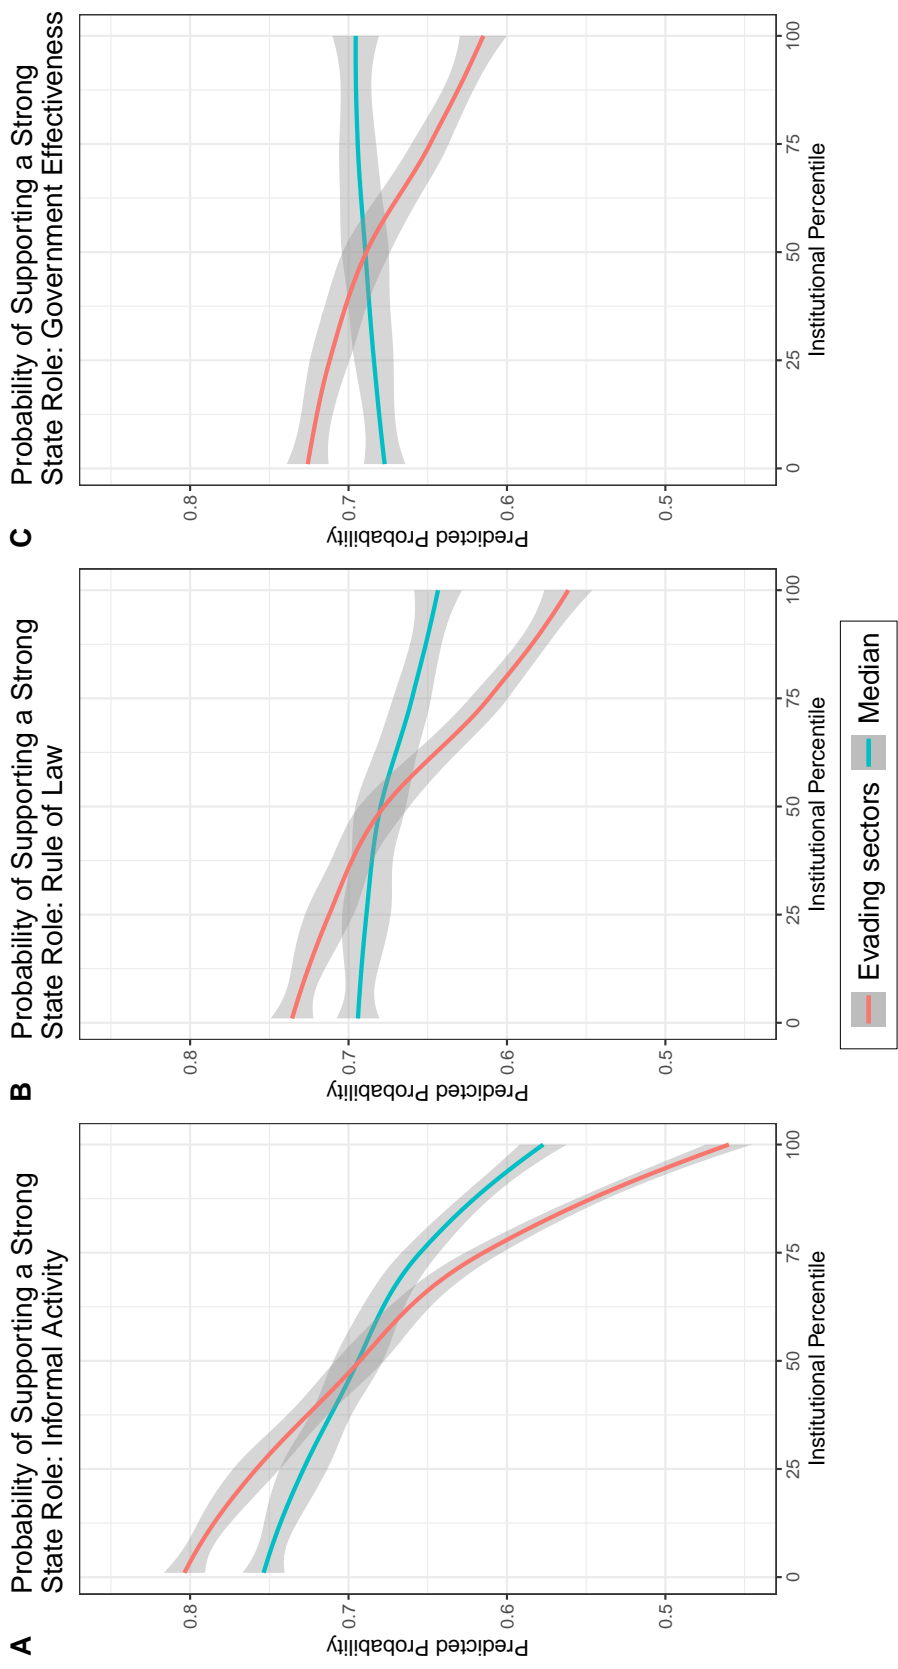 A
Probability of Supporting a Strong
State Role: Informal Activity
Predicted Probability
0.8
0.7
0.6
0.5
0
25
50
75
100
Institutional Percentile
B
Probability of Supporting a Strong
State Role: Rule of Law
Predicted Probability
0.8
0.7
0.6
0.5
0
25
50
75
100
Institutional Percentile
C
Probability of Supporting a Strong
State Role: Government Effectiveness
Predicted Probability
0.8
0.7
0.6
0.5
0
25
50
75
100
Institutional Percentile
Evading sectors
Median